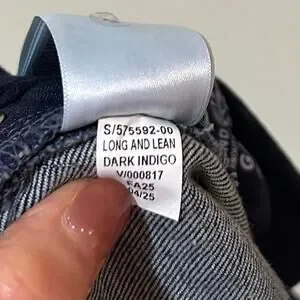 S/575592-00
LONG AND LEAN
DARK INDIGO
V/000817
FA25
04/25